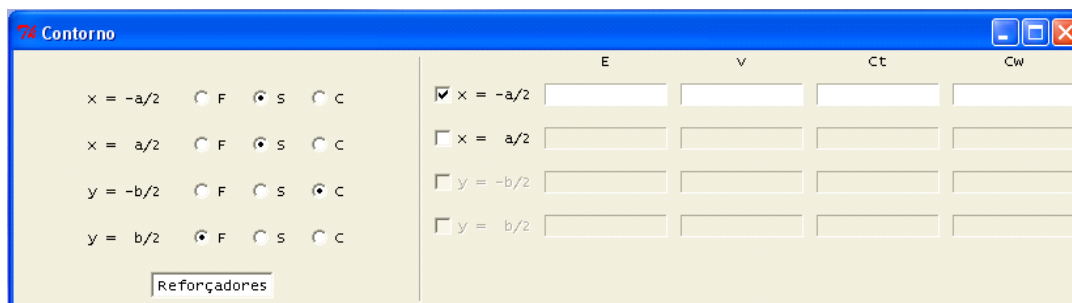 Contorno
E v Ct Cw
x = -a/2 F S C x = -a/2
x = a/2 F S C x = a/2
y = -b/2 F S C y = -b/2
y = b/2 F S C y = b/2
Reforçadores